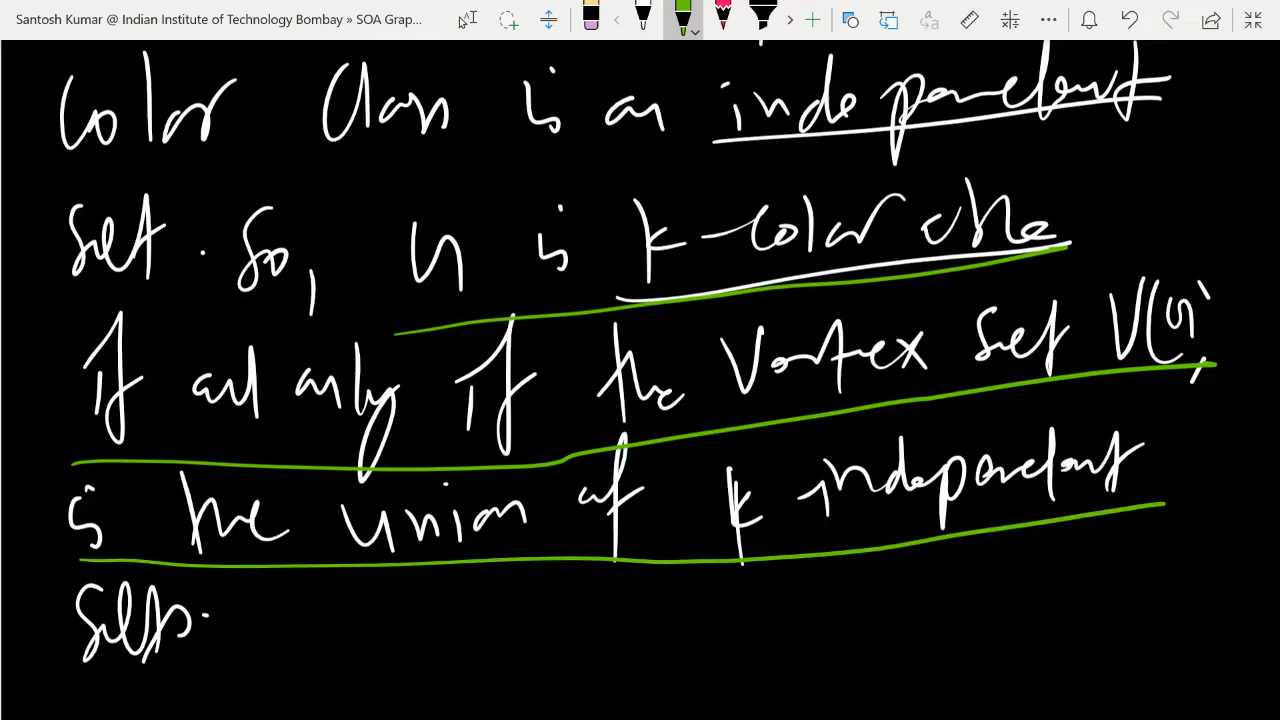 Santosh Kumar @ Indian Institute of Technology Bombay » SOA Grap...
Color Class is an independent
Set. So, G is k-colorable
If and only if the Vertex Set V(G)
is the union of k independent
Sets.